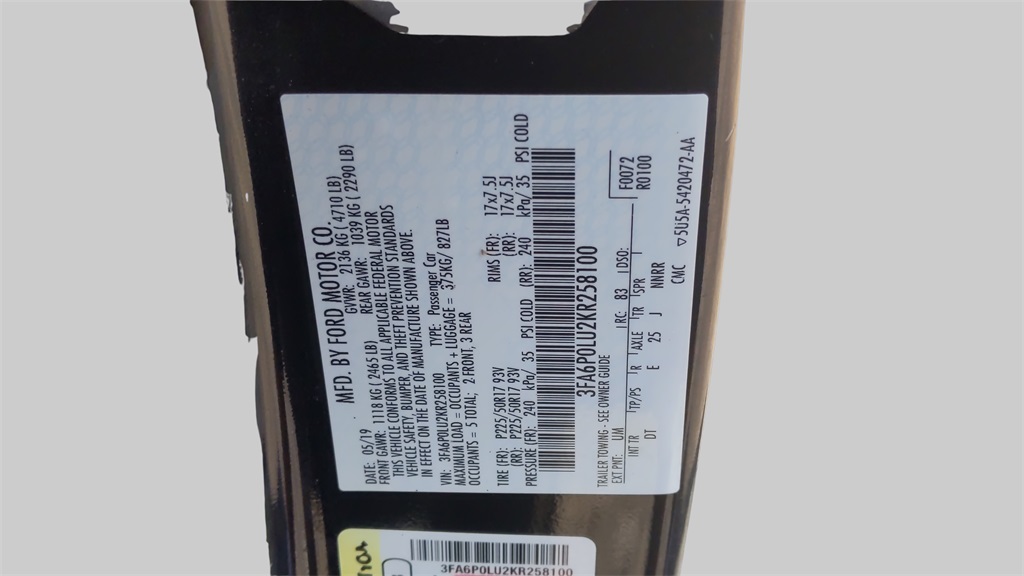 MFD. BY FORD MOTOR CO.
DATE: 05/19 GVWR: 2136 KG ( 4710 LB)
FRONT GAWR: 1118 KG ( 2465 LB) REAR GAWR: 1039 KG ( 2290 LB)
THIS VEHICLE CONFORMS TO ALL APPLICABLE FEDERAL MOTOR
VEHICLE SAFETY, BUMPER, AND THEFT PREVENTION STANDARDS
IN EFFECT ON THE DATE OF MANUFACTURE SHOWN ABOVE.
VIN: 3FA6P0LU2KR258100 TYPE: Passenger Car
MAXIMUM LOAD = OCCUPANTS + LUGGAGE = 375KG/ 827LB
OCCUPANTS = 5 TOTAL; 2 FRONT, 3 REAR
TIRE (FR): P225/50R17 93V RIMS (FR): 17x7.5J
(RR): P225/50R17 93V (RR): 17x7.5J
PRESSURE (FR): 240 kPa/ 35 PSI COLD (RR): 240 kPa/ 35 PSI COLD
3FA6P0LU2KR258100
TRAILER TOWING - SEE OWNER GUIDE F0072
EXT PNT: UM RC: 83 DSO: R0100
INT TR TP/PS R AXLE TR SPR
DT E 25 J NNRR
CMC ▽5U5A-5420472-AA
3FA6P0LU2KR258100